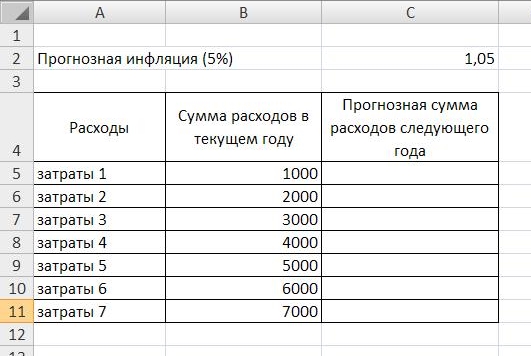 A B C
1
2 Прогнозная инфляция (5%) 1,05
3
4 Расходы Сумма расходов в текущем году Прогнозная сумма расходов следующего года
5 затраты 1 1000
6 затраты 2 2000
7 затраты 3 3000
8 затраты 4 4000
9 затраты 5 5000
10 затраты 6 6000
11 затраты 7 7000
12